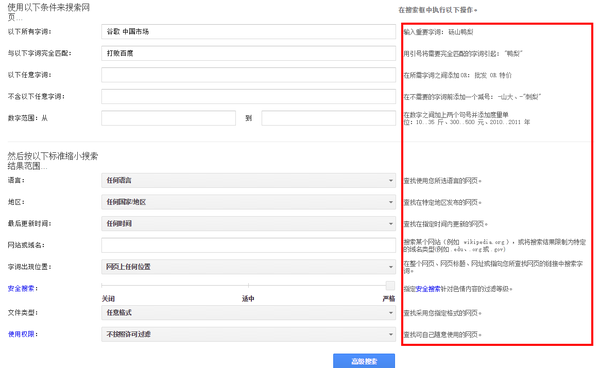 使用以下条件来搜索网页...
在搜索框中执行以下操作。
以下所有字词: 谷歌 中国市场 输入重要字词: 砀山鸭梨
与以下字词完全匹配: 打败百度 用引号将需要完全匹配的字词引起: "鸭梨"
以下任意字词: 在所需字词之间添加 OR: 批发 OR 特价
不含以下任意字词: 在不需要的字词前添加一个减号: -山大、-"刺梨"
数字范围: 从 到 在数字之间加上两个句号并添加度量单位: 10..35 斤、300..500 元、2010..2011 年
然后按以下标准缩小搜索结果范围...
语言: 任何语言 查找使用您所选语言的网页。
地区: 任何国家/地区 查找在特定地区发布的网页。
最后更新时间: 任何时间 查找在指定时间内更新的网页。
网站或域名: 搜索某个网站(例如 wikipedia.org ),或将搜索结果限制为特定的域名类型(例如 .edu、.org 或 .gov)
字词出现位置: 网页上任何位置 在整个网页、网页标题、网址或指向您所查找网页的链接中搜索字词。
安全搜索: 关闭 适中 严格 指定安全搜索针对色情内容的过滤等级。
文件类型: 任意格式 查找采用您指定格式的网页。
使用权限: 不按照许可过滤 查找可自己随意使用的网页。
高级搜索